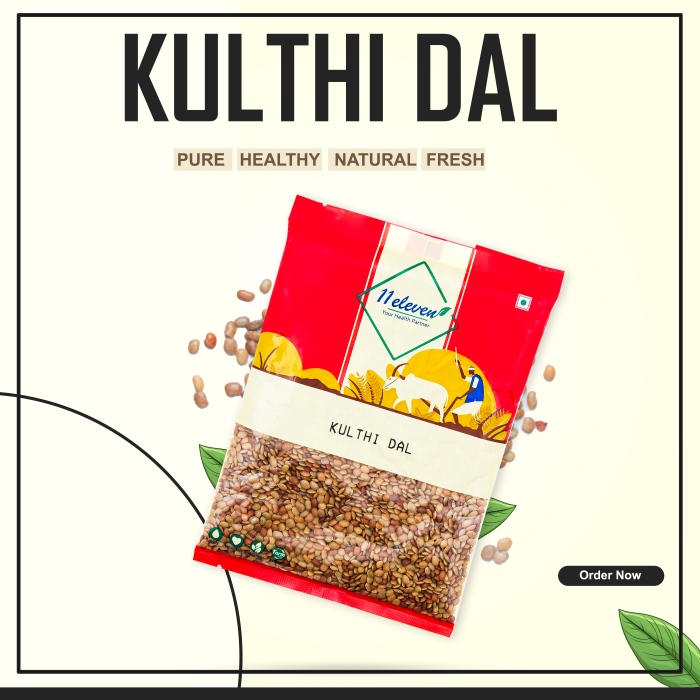 KULTHI DAL
PURE HEALTHY NATURAL FRESH
11eleven
Your Health Partner
KULTHI DAL
Order Now